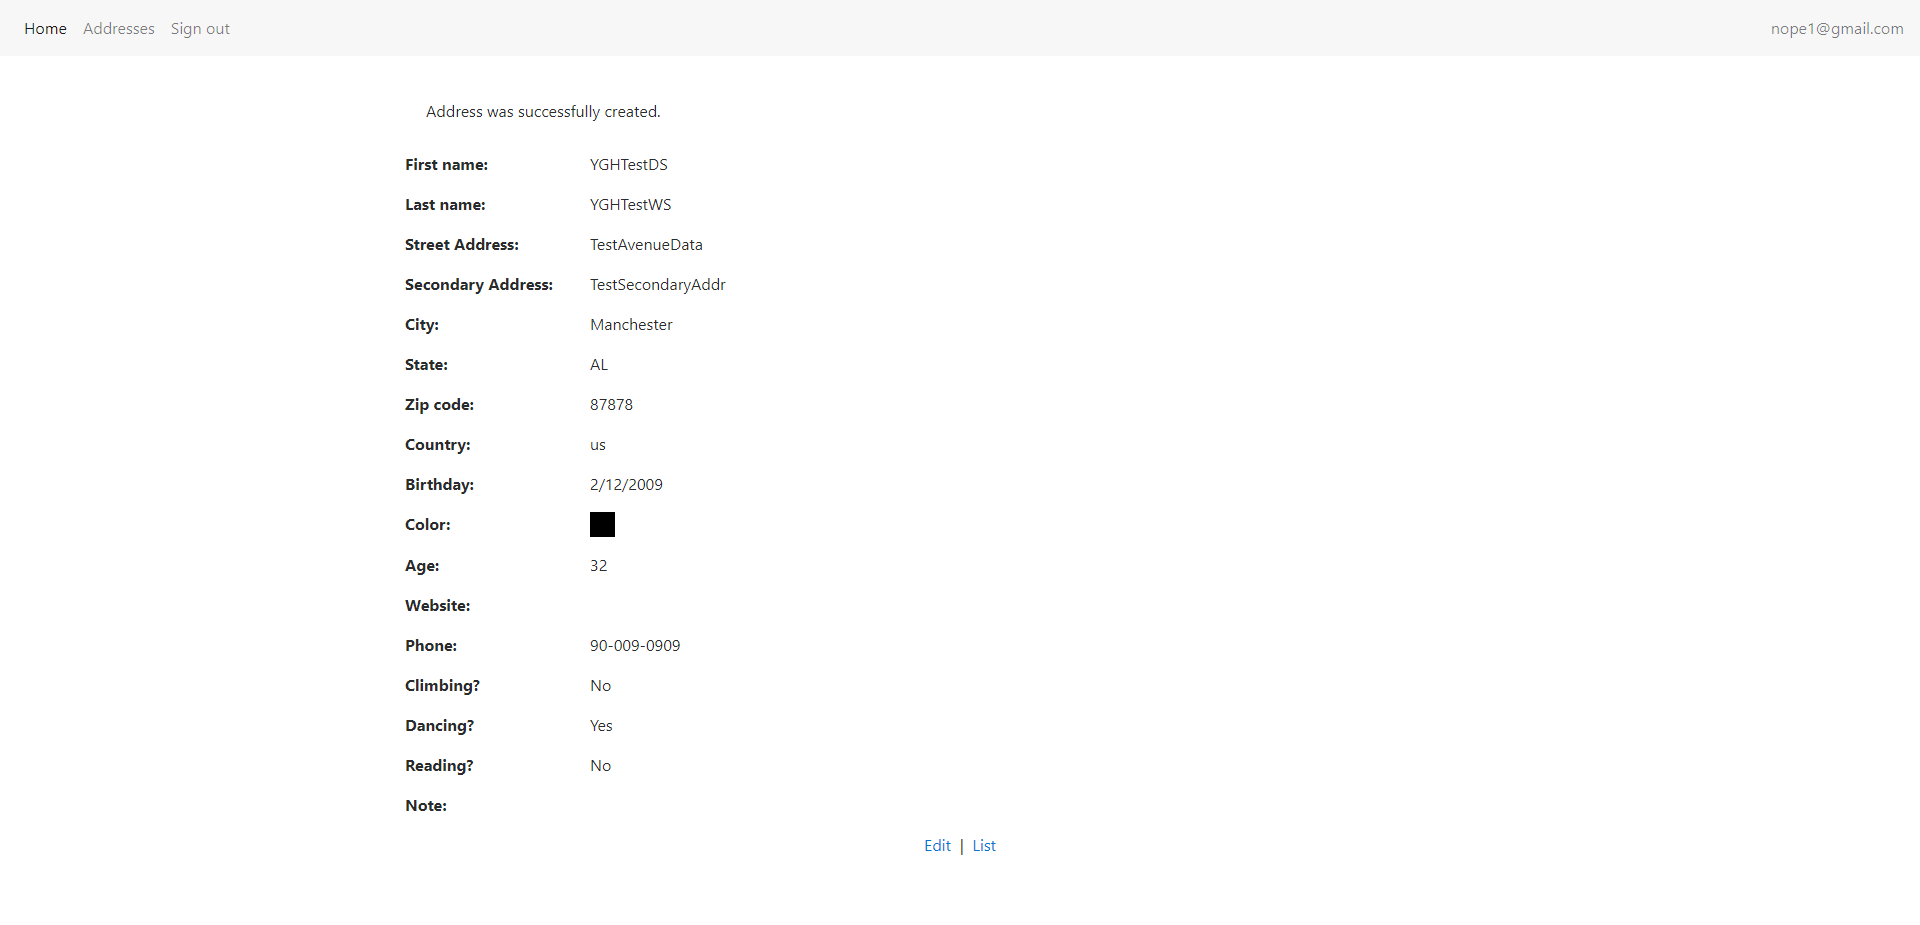 Home Addresses Sign out nope1@gmail.com
Address was successfully created.
First name: YGHTestDS
Last name: YGHTestWS
Street Address: TestAvenueData
Secondary Address: TestSecondaryAddr
City: Manchester
State: AL
Zip code: 87878
Country: us
Birthday: 2/12/2009
Color:
Age: 32
Website:
Phone: 90-009-0909
Climbing? No
Dancing? Yes
Reading? No
Note:
Edit | List